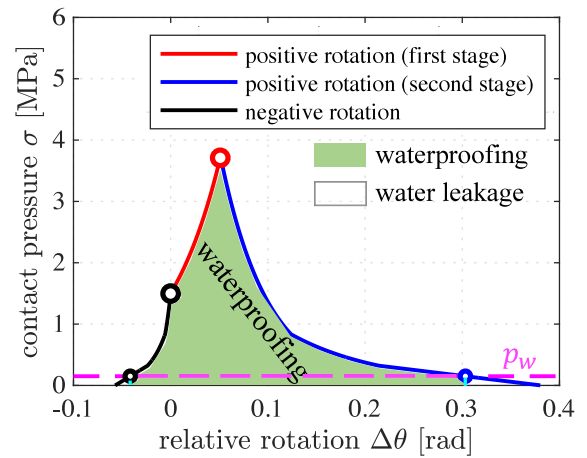 6
5
4
3
2
1
0
contact pressure σ [MPa]
positive rotation (first stage)
positive rotation (second stage)
negative rotation
waterproofing
water leakage
waterproofing
p_w
-0.1
0
0.1
0.2
0.3
0.4
relative rotation Δθ [rad]